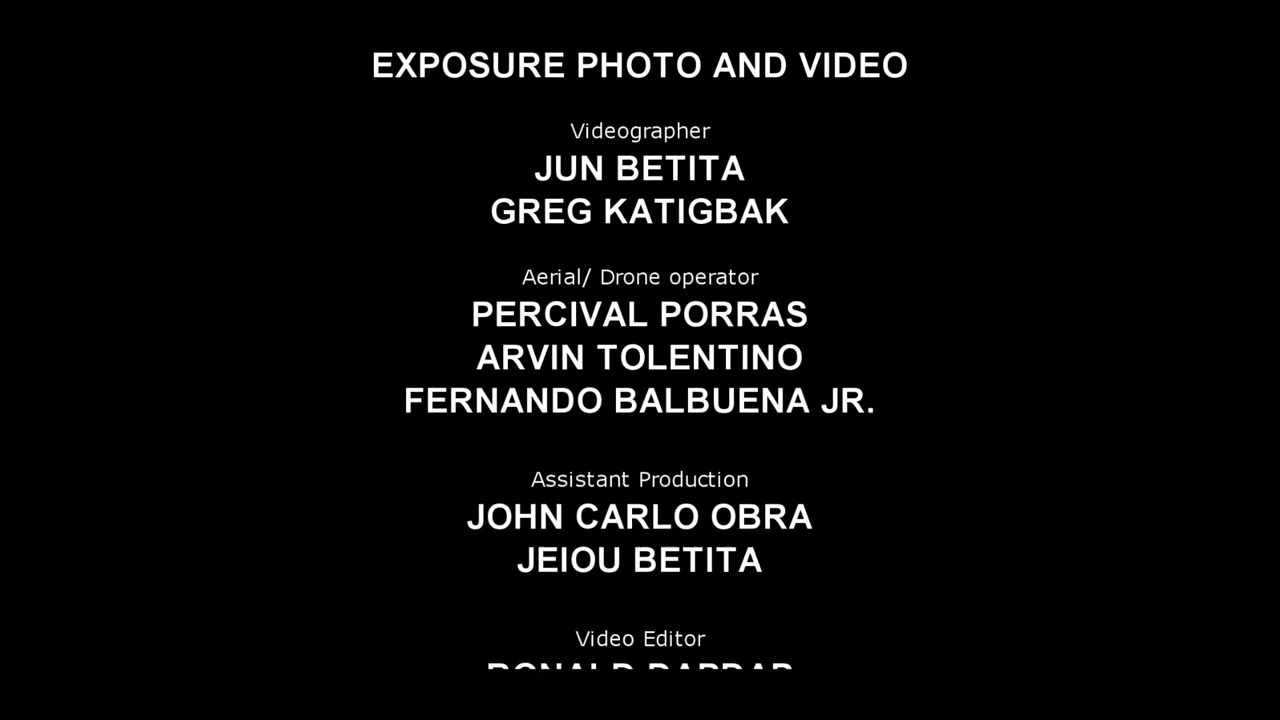 EXPOSURE PHOTO AND VIDEO
Videographer
JUN BETITA
GREG KATIGBAK
Aerial/ Drone operator
PERCIVAL PORRAS
ARVIN TOLENTINO
FERNANDO BALBUENA JR.
Assistant Production
JOHN CARLO OBRA
JEIOU BETITA
Video Editor
RONALD